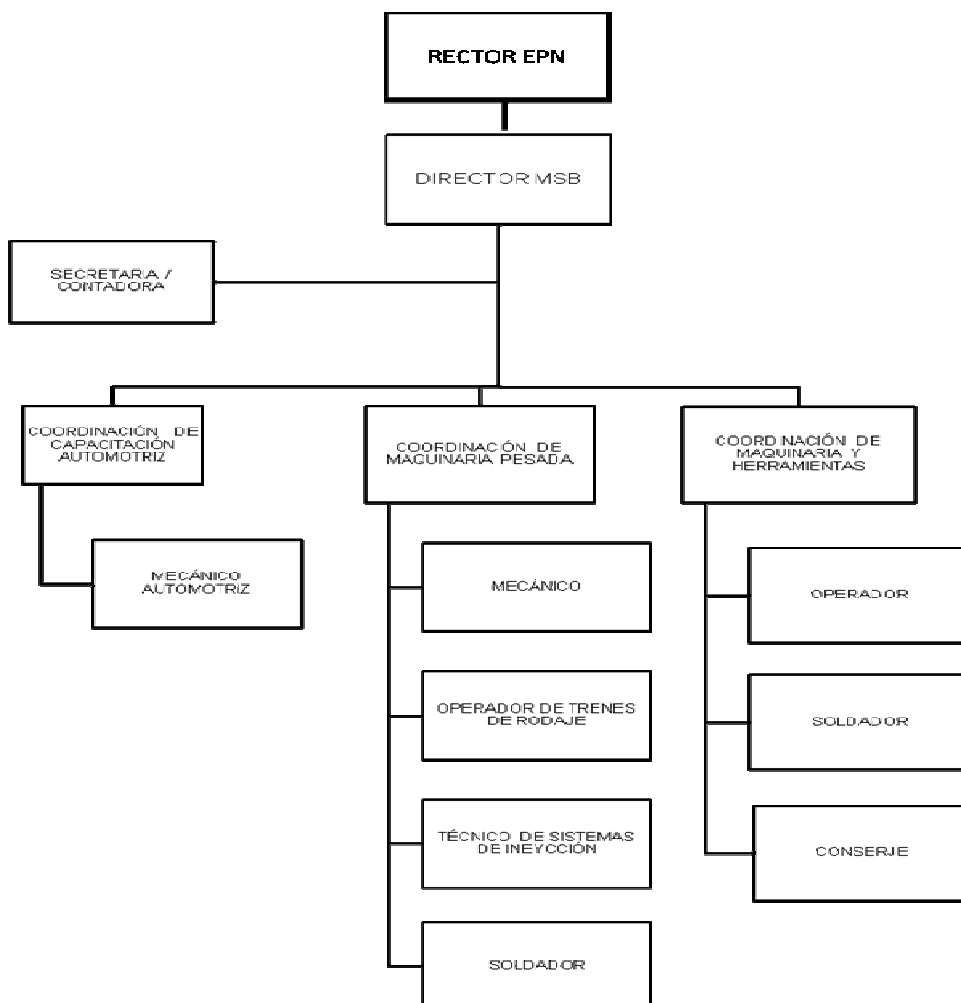 RECTOR EPN
DIRECTOR MSB
SECRETARIA /
CONTADORA
COORDINACIÓN DE
CAPACITACIÓN
AUTOMOTRIZ
MECÁNICO
AUTOMOTRIZ
COORDINACIÓN DE
MAQUINARIA PESADA.
MECÁNICO
OPERADOR DE TRENES
DE RODAJE
TÉCNICO DE SISTEMAS
DE INEYCCIÓN
SOLDADOR
COORDINACIÓN DE
MAQUINARIA Y
HERRAMIENTAS
OPERADOR
SOLDADOR
CONSERJE